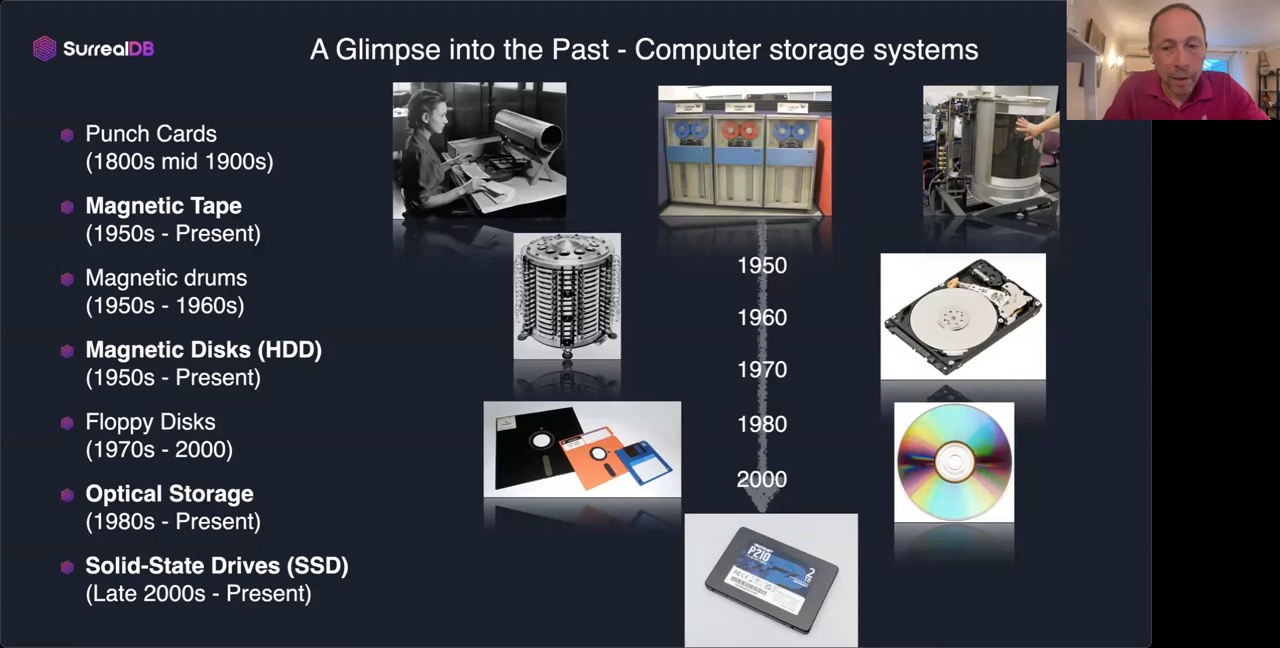 SurrealDB
A Glimpse into the Past - Computer storage systems
Punch Cards
(1800s mid 1900s)
Magnetic Tape
(1950s - Present)
Magnetic drums
(1950s - 1960s)
Magnetic Disks (HDD)
(1950s - Present)
Floppy Disks
(1970s - 2000)
Optical Storage
(1980s - Present)
Solid-State Drives (SSD)
(Late 2000s - Present)
1950
1960
1970
1980
2000
P210
2
TB